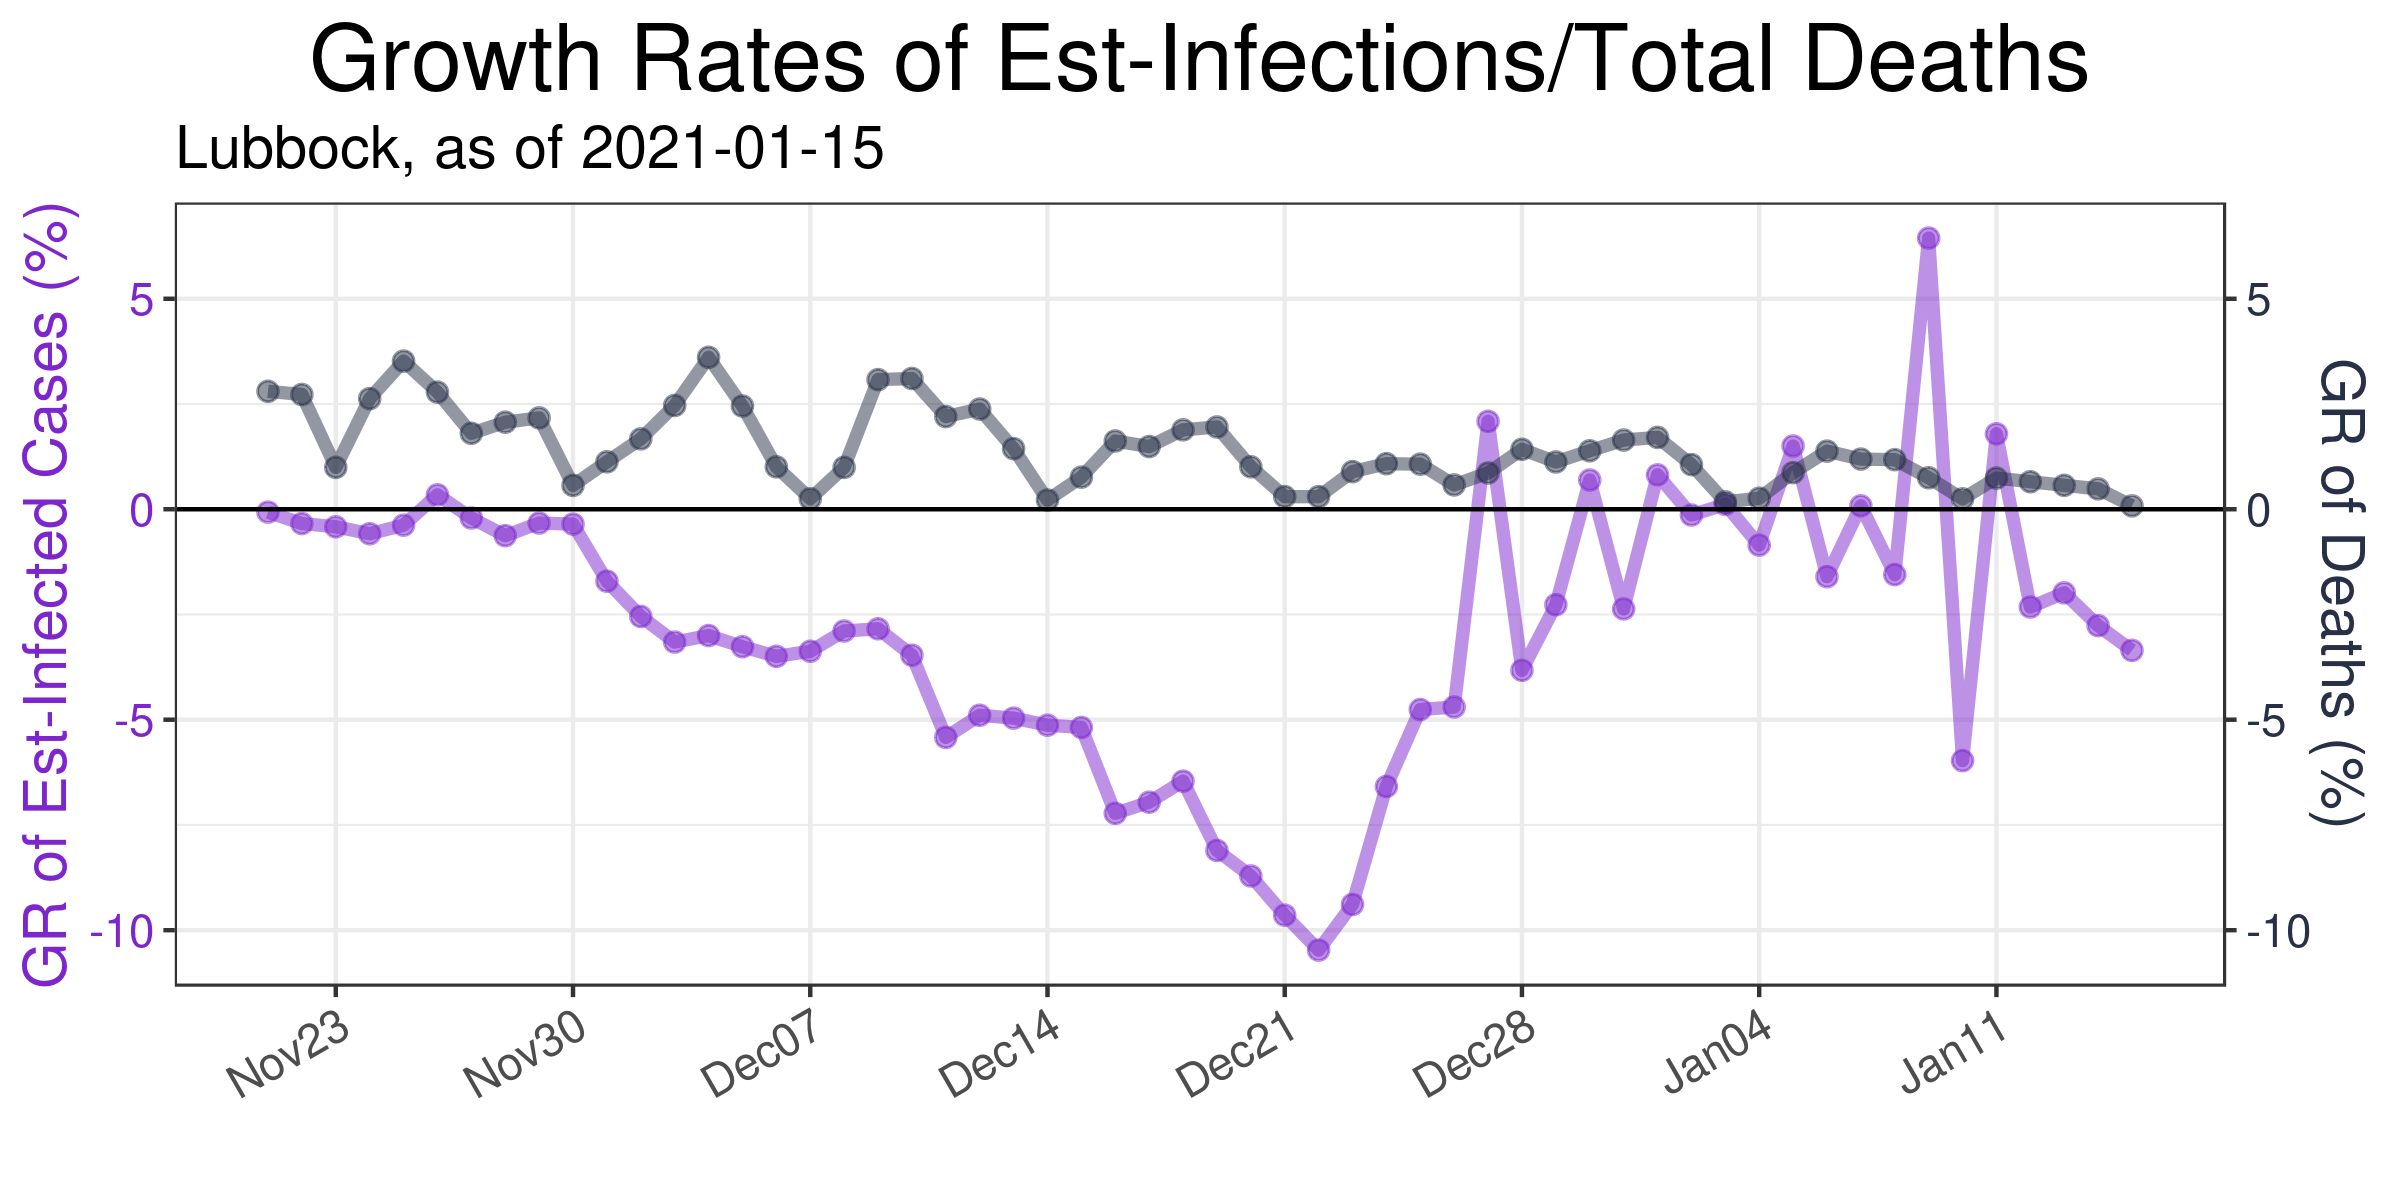 Growth Rates of Est-Infections/Total Deaths
Lubbock, as of 2021-01-15
GR of Est-Infected Cases (%)
5
0
-5
-10
5
0
-5
-10
GR of Deaths (%)
Nov23
Nov30
Dec07
Dec14
Dec21
Dec28
Jan04
Jan11